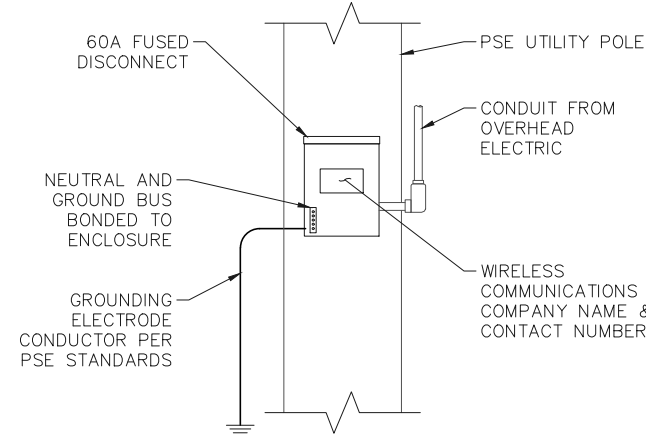 60A FUSED
DISCONNECT
PSE UTILITY POLE
CONDUIT FROM
OVERHEAD
ELECTRIC
NEUTRAL AND
GROUND BUS
BONDED TO
ENCLOSURE
WIRELESS
COMMUNICATIONS
COMPANY NAME &
CONTACT NUMBER
GROUNDING
ELECTRODE
CONDUCTOR PER
PSE STANDARDS